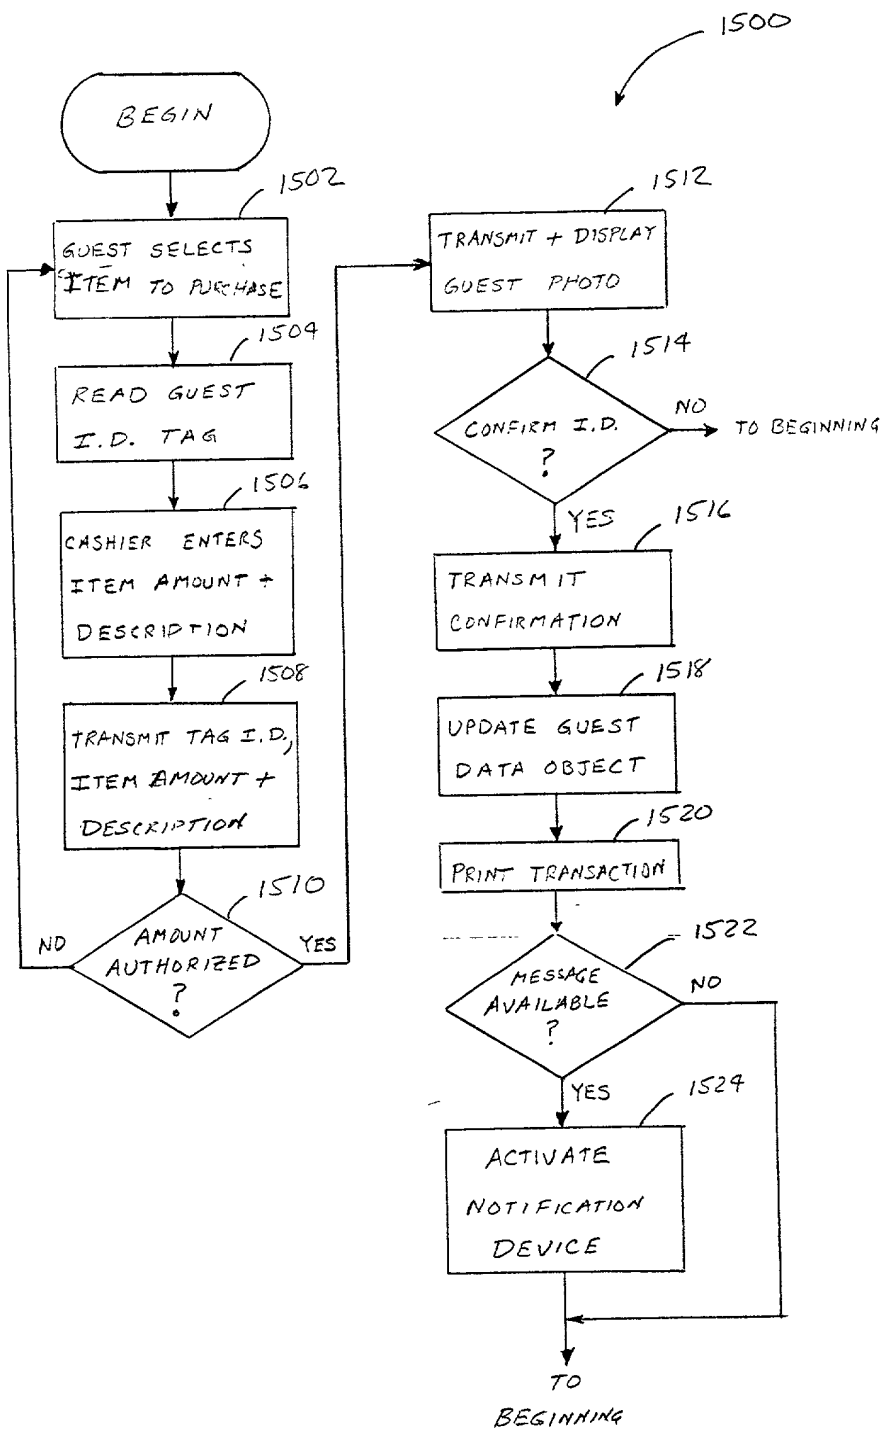 1500
BEGIN
1502
GUEST SELECTS
ITEM TO PURCHASE
1504
READ GUEST
I.D. TAG
1506
CASHIER ENTERS
ITEM AMOUNT +
DESCRIPTION
1508
TRANSMIT TAG I.D.,
ITEM AMOUNT +
DESCRIPTION
1510
AMOUNT
AUTHORIZED
?
NO
YES
1512
TRANSMIT + DISPLAY
GUEST PHOTO
1514
CONFIRM I.D.
?
NO
TO BEGINNING
YES
1516
TRANSMIT
CONFIRMATION
1518
UPDATE GUEST
DATA OBJECT
1520
PRINT TRANSACTION
1522
MESSAGE
AVAILABLE
?
NO
YES
1524
ACTIVATE
NOTIFICATION
DEVICE
TO
BEGINNING